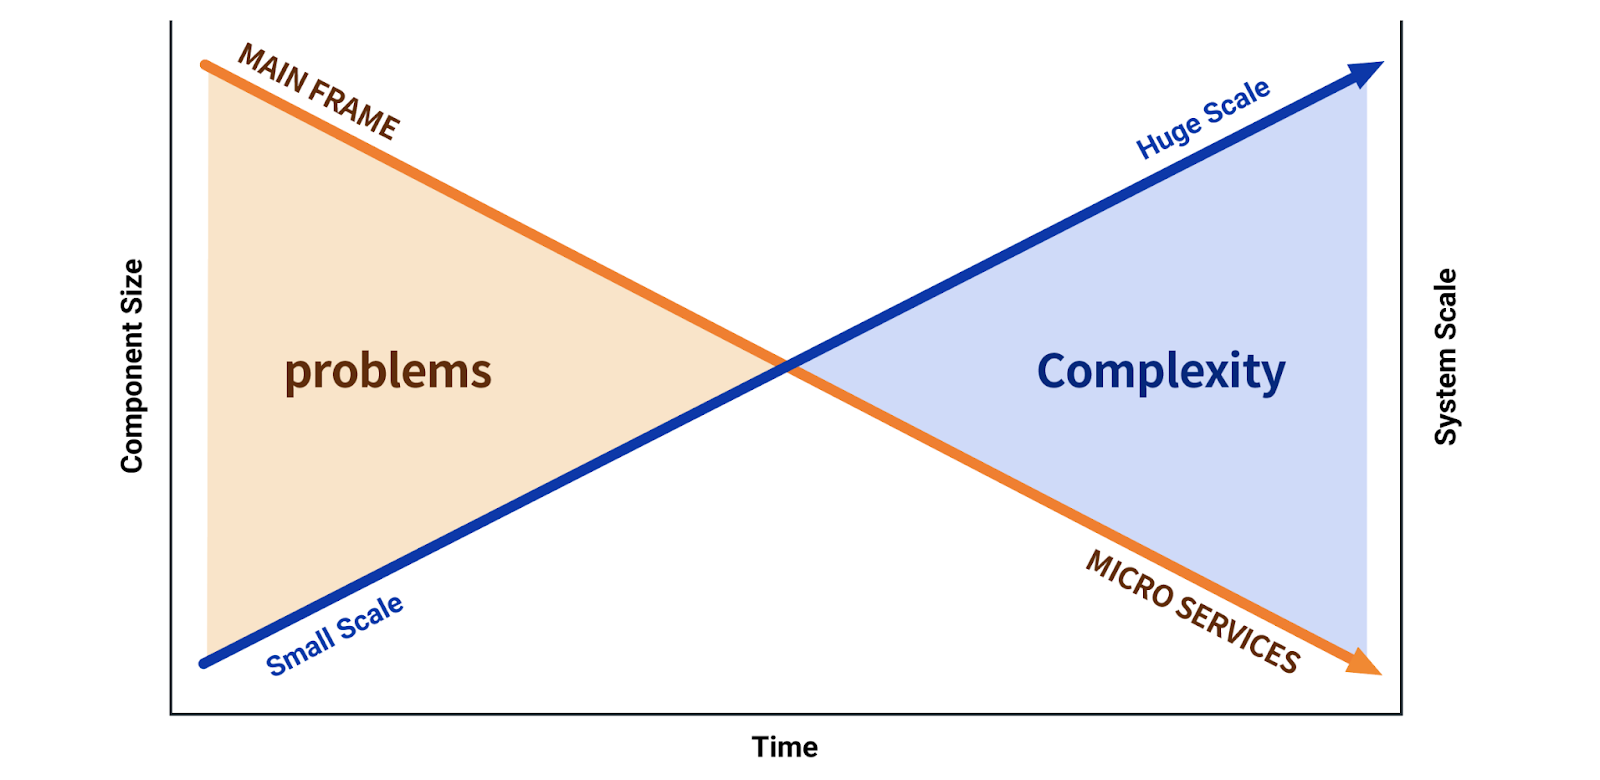 MAIN FRAME
Huge Scale
Component Size
problems
Complexity
System Scale
Small Scale
MICRO SERVICES
Time